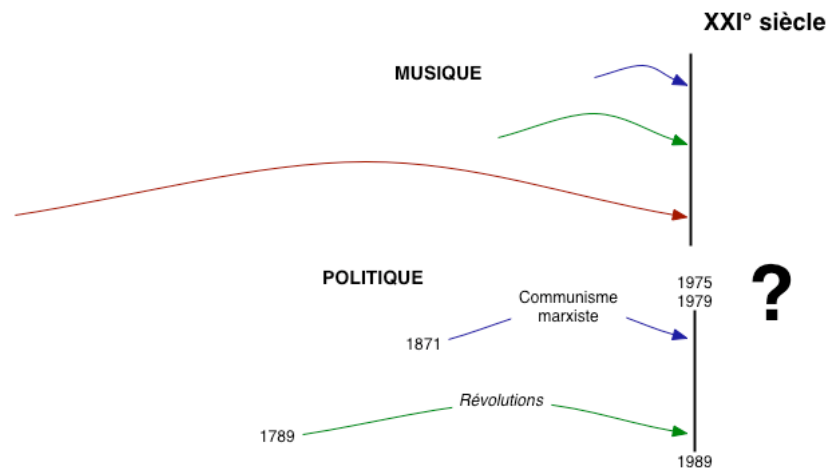 XXI° siècle
MUSIQUE
POLITIQUE
1975
1979
?
Communisme
marxiste
1871
Révolutions
1789
1989